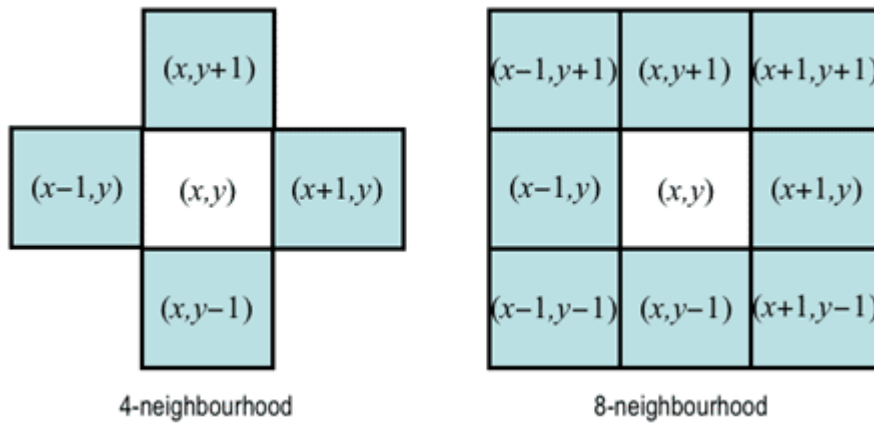 (x,y+1)
(x−1,y) (x,y) (x+1,y)
(x,y−1)
4-neighbourhood
(x−1,y+1) (x,y+1) (x+1,y+1)
(x−1,y) (x,y) (x+1,y)
(x−1,y−1) (x,y−1) (x+1,y−1)
8-neighbourhood